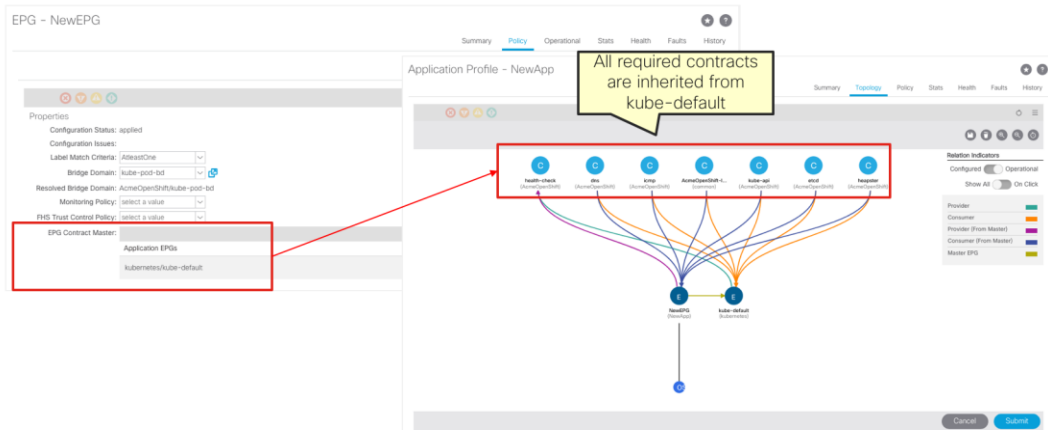 EPG - NewEPG
Summary Policy Operational Stats Health Faults History
Properties
Configuration Status: applied
Configuration Issues:
Label Match Criteria: AtleastOne
Bridge Domain: kube-pod-bd
Resolved Bridge Domain: AcmeOpenShift/kube-pod-bd
Monitoring Policy: select a value
FHS Trust Control Policy: select a value
EPG Contract Master:
Application EPGs
kubernetes/kube-default
All required contracts
are inherited from
kube-default
Application Profile - NewApp
Summary Topology Policy Stats Health Faults History
C C C C C C C
health-check dns icmp AcmeOpenShift-l... kube-api etcd heapster
(AcmeOpenShift) (AcmeOpenShift) (AcmeOpenShift) (common) (AcmeOpenShift) (AcmeOpenShift) (AcmeOpenShift)
Relation Indicators
Configured Operational
Show All On Click
Provider
Consumer
Provider (From Master)
Consumer (From Master)
Master EPG
E E
NewEPG kube-default
(NewApp) (kubernetes)
Cancel Submit